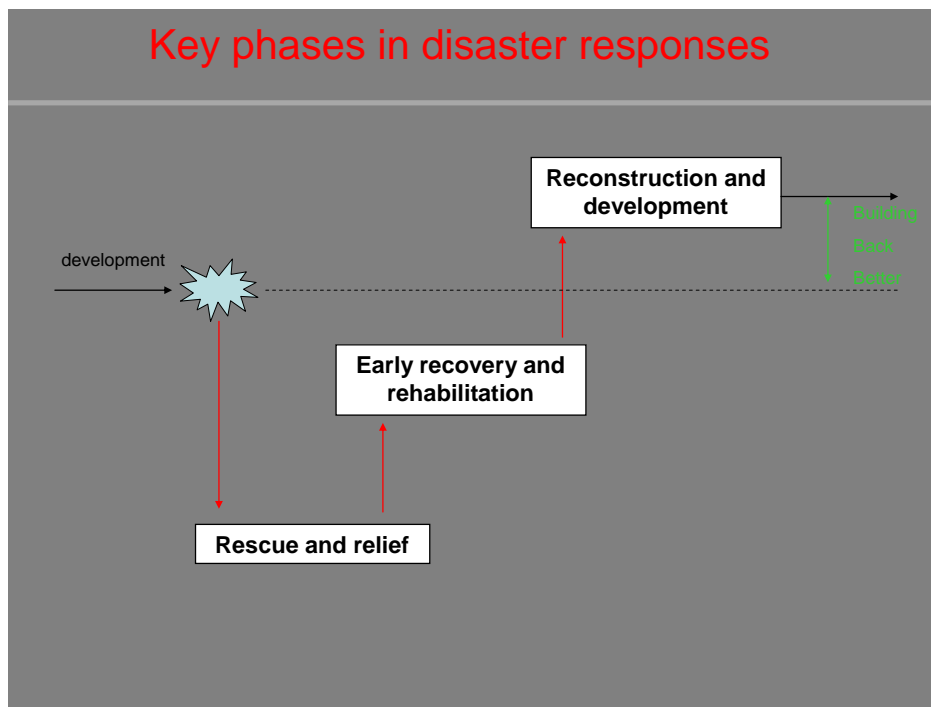 Key phases in disaster responses
Reconstruction and
development
Building
Back
Better
development
Early recovery and
rehabilitation
Rescue and relief